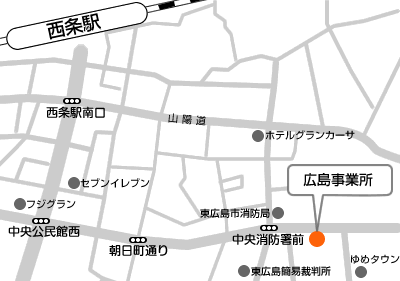 西条駅
西条駅南口
山陽道
ホテルグランカーサ
セブンイレブン
広島事業所
フジグラン
東広島市消防局
中央公民館西
朝日町通り
中央消防署前
ゆめタウン
東広島簡易裁判所